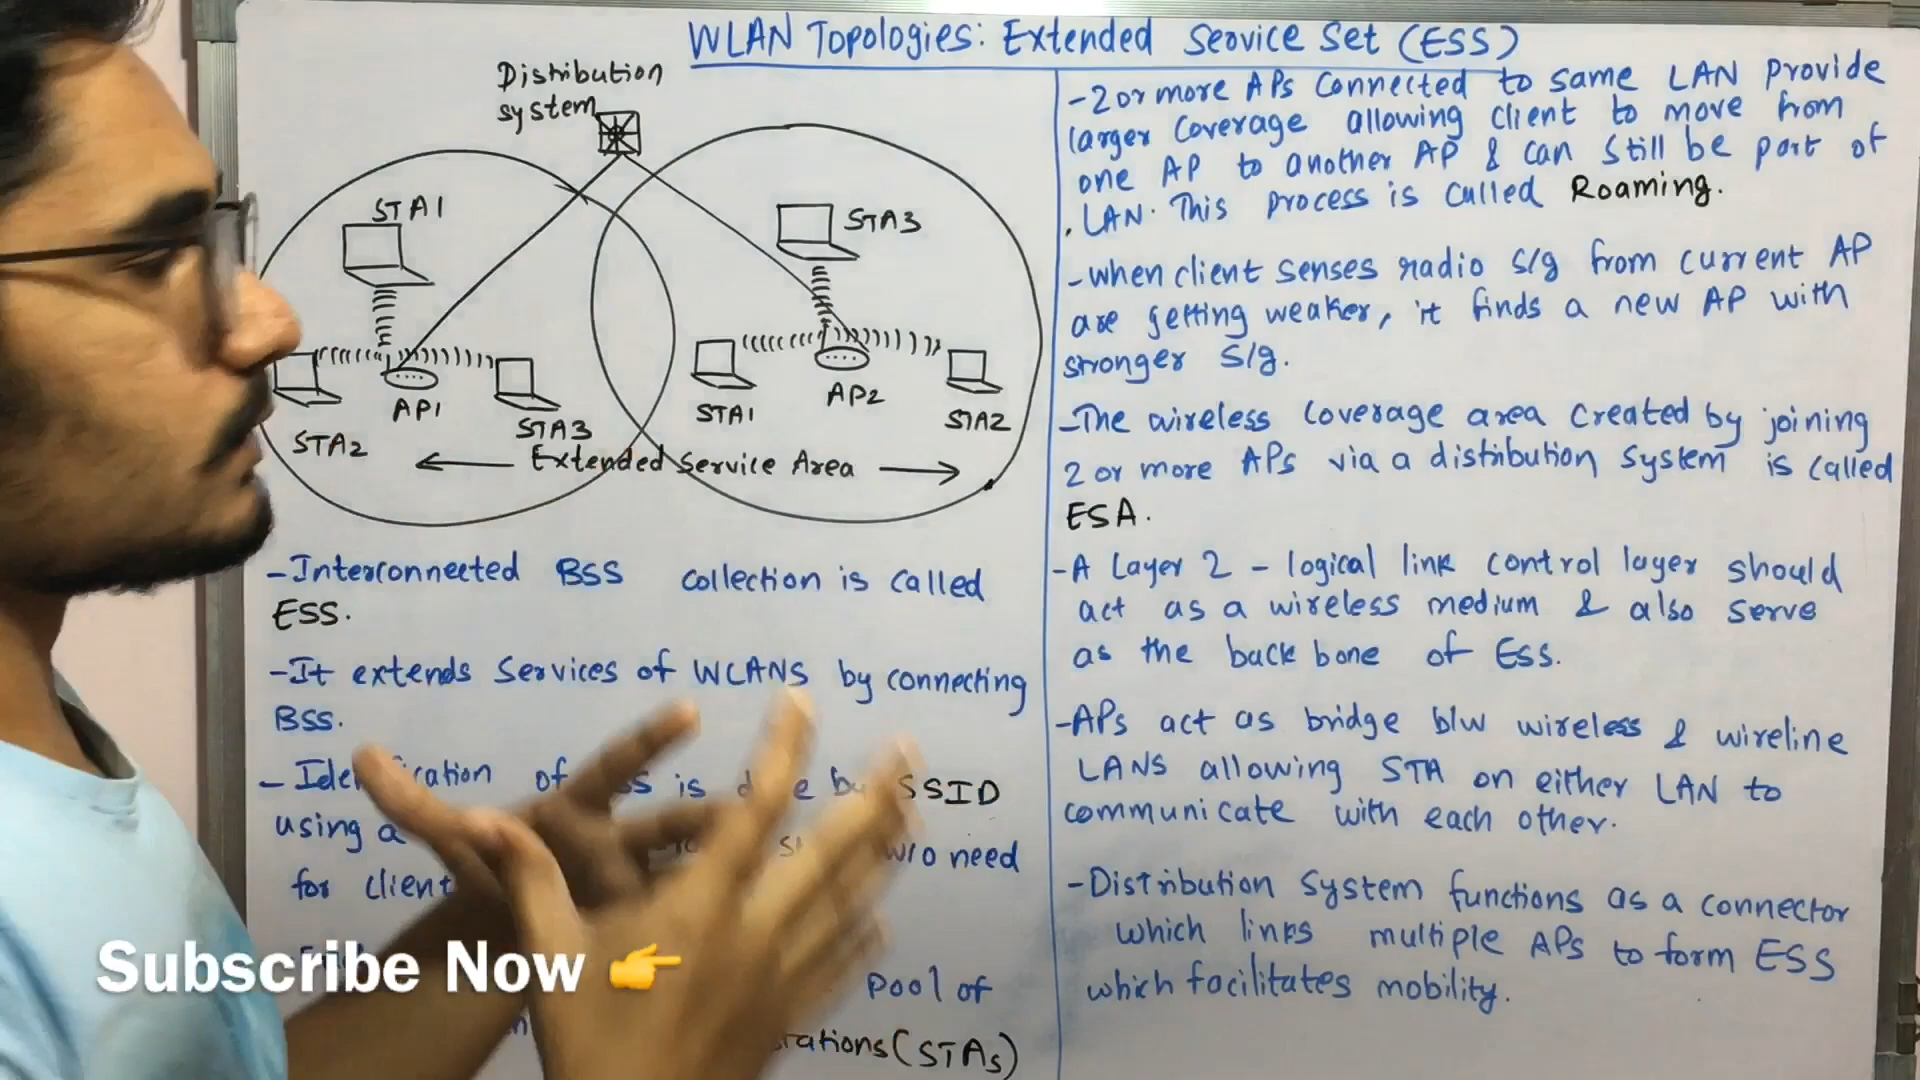 WLAN Topologies: Extended Service Set (ESS)
Distribution
system
STA1
STA3
STA2
AP1
STA3
STA1
AP2
STA2
Extended Service Area
-Interconnected BSS collection is called
ESS.
-It extends Services of WLANS by connecting
BSS.
- of is by SSID
using a w/o need
for client
Pool of
(STAs)
-2 or more APs connected to same LAN provide
larger coverage allowing client to move from
one AP to another AP & can still be part of
LAN. This process is called Roaming.
-when client senses radio s/g from current AP
are getting weaker, it finds a new AP with
stronger s/g.
-The wireless coverage area created by joining
2 or more APs via a distribution system is called
ESA.
-A Layer 2 - logical link control layer should
act as a wireless medium & also serve
as the back bone of ESS.
-APs act as bridge b/w wireless & wireline
LANS allowing STA on either LAN to
communicate with each other.
-Distribution System functions as a connector
which links multiple APs to form ESS
which facilitates mobility.
Subscribe Now 👉